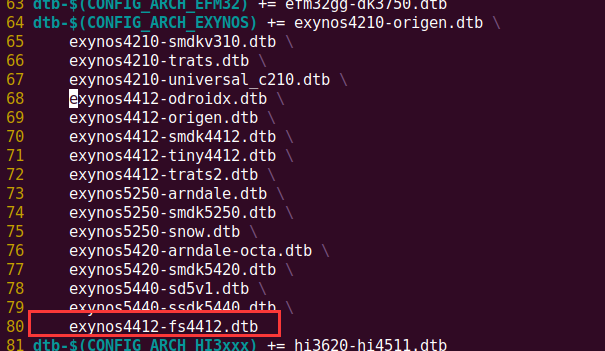 63 dtb-$(CONFIG_ARCH_EFM32) += efm32gg-dk3750.dtb
64 dtb-$(CONFIG_ARCH_EXYNOS) += exynos4210-origen.dtb \
65 exynos4210-smdkv310.dtb \
66 exynos4210-trats.dtb \
67 exynos4210-universal_c210.dtb \
68 exynos4412-odroidx.dtb \
69 exynos4412-origen.dtb \
70 exynos4412-smdk4412.dtb \
71 exynos4412-tiny4412.dtb \
72 exynos4412-trats2.dtb \
73 exynos5250-arndale.dtb \
74 exynos5250-smdk5250.dtb \
75 exynos5250-snow.dtb \
76 exynos5420-arndale-octa.dtb \
77 exynos5420-smdk5420.dtb \
78 exynos5440-sd5v1.dtb \
79 exynos5440-ssdk5440.dtb \
80 exynos4412-fs4412.dtb
81 dtb-$(CONFIG_ARCH_HI3xxx) += hi3620-hi4511.dtb